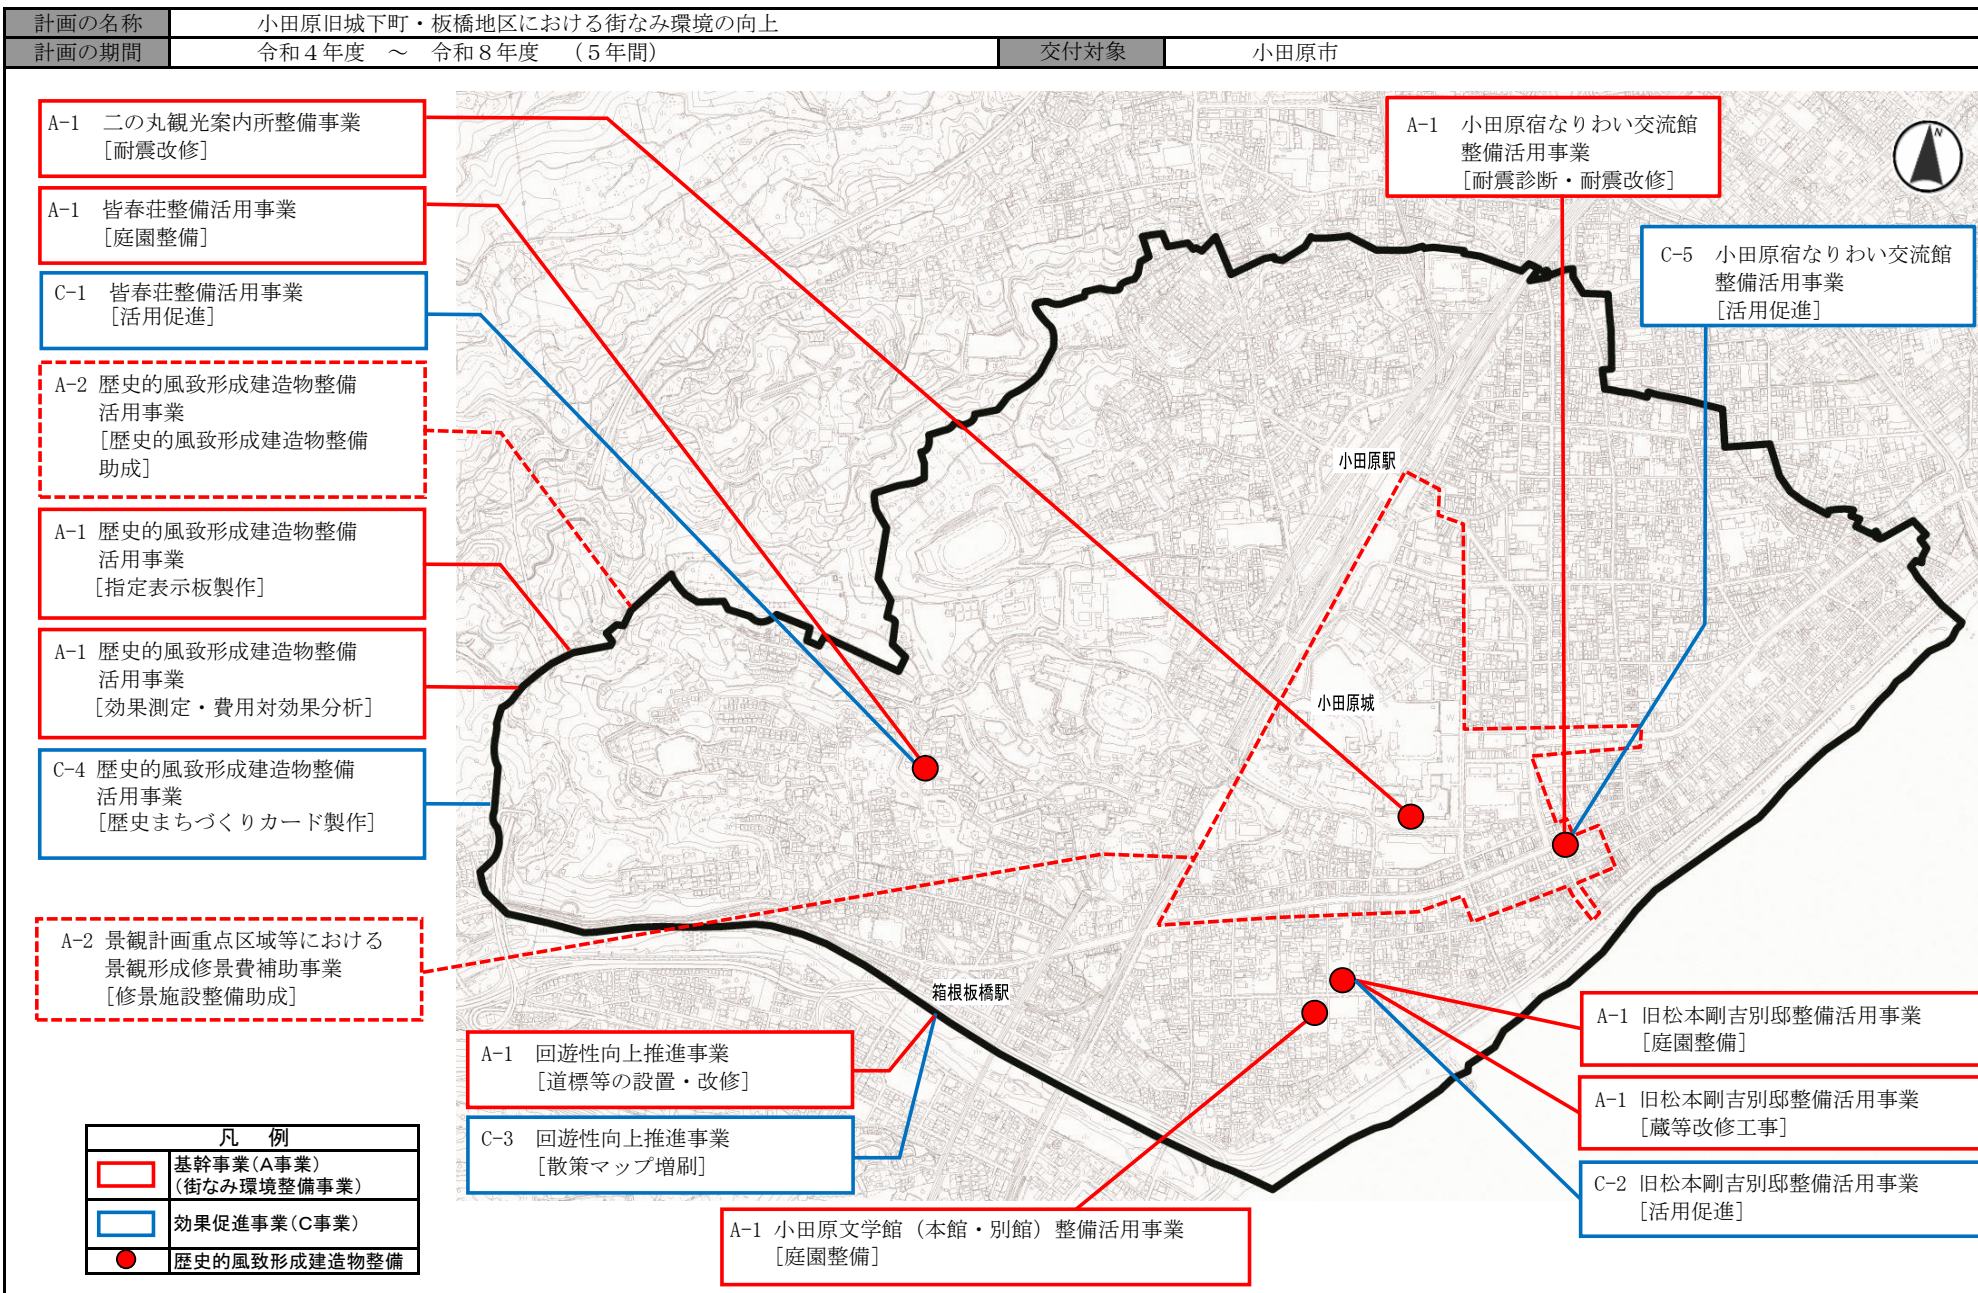 計画の名称
小田原旧城下町・板橋地区における街なみ環境の向上
計画の期間
令和４年度　～　令和８年度　（５年間）
交付対象
小田原市
A-1　二の丸観光案内所整備事業
[耐震改修]
A-1　皆春荘整備活用事業
[庭園整備]
C-1　皆春荘整備活用事業
[活用促進]
A-2 歴史的風致形成建造物整備
活用事業
[歴史的風致形成建造物整備
助成]
A-1 歴史的風致形成建造物整備
活用事業
[指定表示板製作]
A-1 歴史的風致形成建造物整備
活用事業
[効果測定・費用対効果分析]
C-4 歴史的風致形成建造物整備
活用事業
[歴史まちづくりカード製作]
A-2 景観計画重点区域等における
景観形成修景費補助事業
[修景施設整備助成]
A-1　小田原宿なりわい交流館
整備活用事業
[耐震診断・耐震改修]
N
C-5　小田原宿なりわい交流館
整備活用事業
[活用促進]
小田原駅
小田原城
箱根板橋駅
A-1　回遊性向上推進事業
[道標等の設置・改修]
C-3　回遊性向上推進事業
[散策マップ増刷]
A-1 小田原文学館（本館・別館）整備活用事業
[庭園整備]
A-1 旧松本剛吉別邸整備活用事業
[庭園整備]
A-1 旧松本剛吉別邸整備活用事業
[蔵等改修工事]
C-2 旧松本剛吉別邸整備活用事業
[活用促進]
凡　例
基幹事業(A事業)
(街なみ環境整備事業)
効果促進事業(C事業)
歴史的風致形成建造物整備